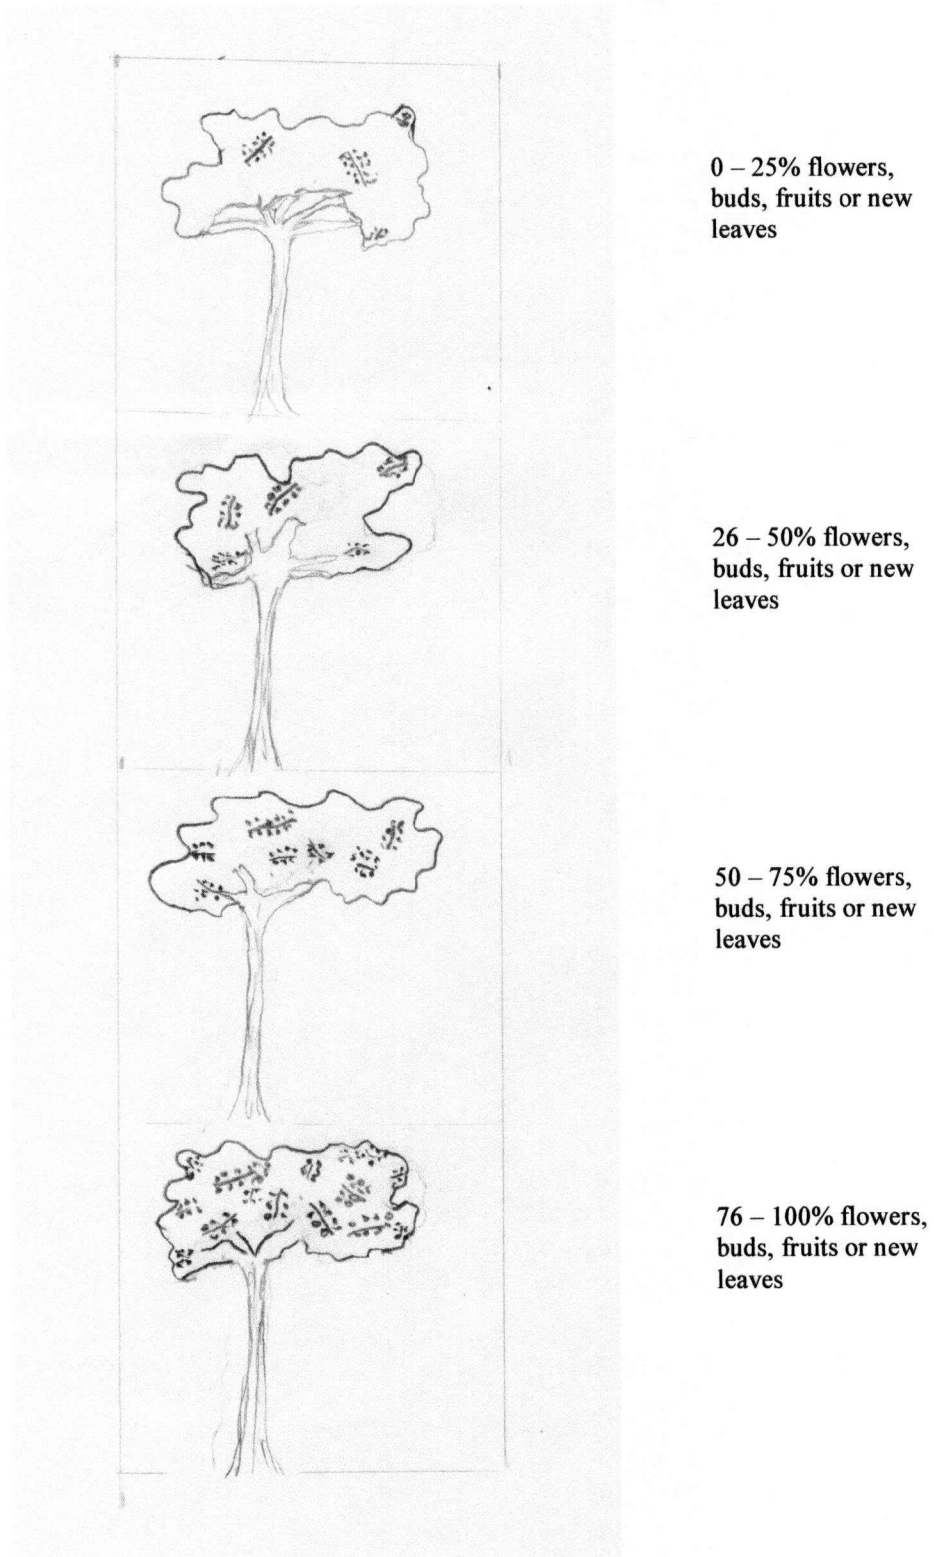 0 – 25% flowers,
buds, fruits or new
leaves
26 – 50% flowers,
buds, fruits or new
leaves
50 – 75% flowers,
buds, fruits or new
leaves
76 – 100% flowers,
buds, fruits or new
leaves